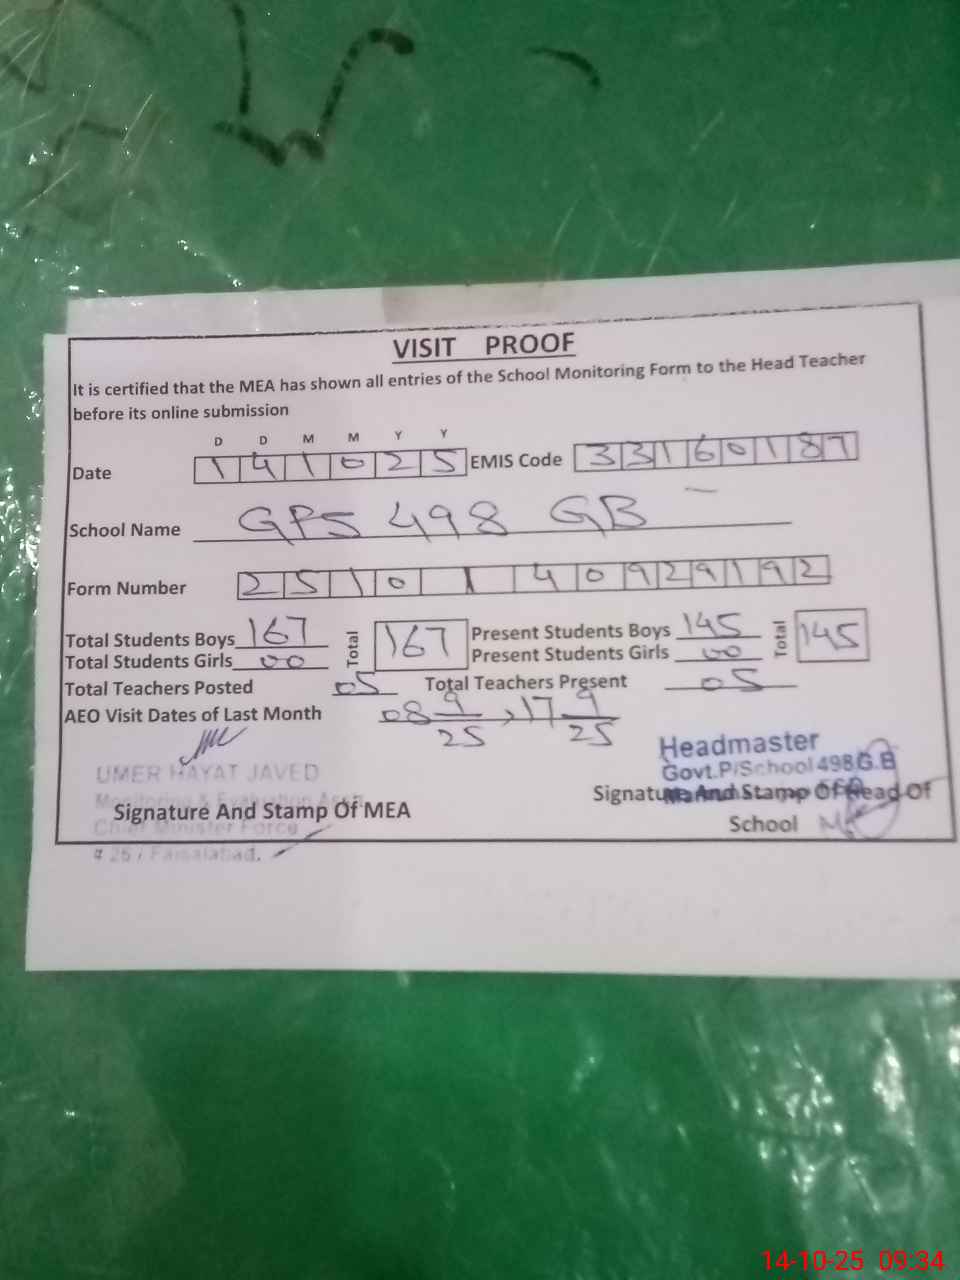 VISIT PROOF
It is certified that the MEA has shown all entries of the School Monitoring Form to the Head Teacher
before its online submission
D D M M Y Y
Date 1 4 1 0 2 5 EMIS Code 3 3 1 6 0 1 8 7
School Name GPS 498 GB
Form Number 2 5 1 0 1 4 0 9 2 9 1 9 2
Total Students Boys 167 Total 167 Present Students Boys 145 Total 145
Total Students Girls 00 Present Students Girls 00
Total Teachers Posted 05 Total Teachers Present 05
AEO Visit Dates of Last Month 08 9/25, 17 9/25
UMER HAYAT JAVED
Monitoring & Evaluation
Chief Minister Force
# 26 / Faisalabad.
Signature And Stamp Of MEA
Headmaster
Govt.P/School 498 G.B
Signature And Stamp Of Head Of
School
14-10-25 09:34